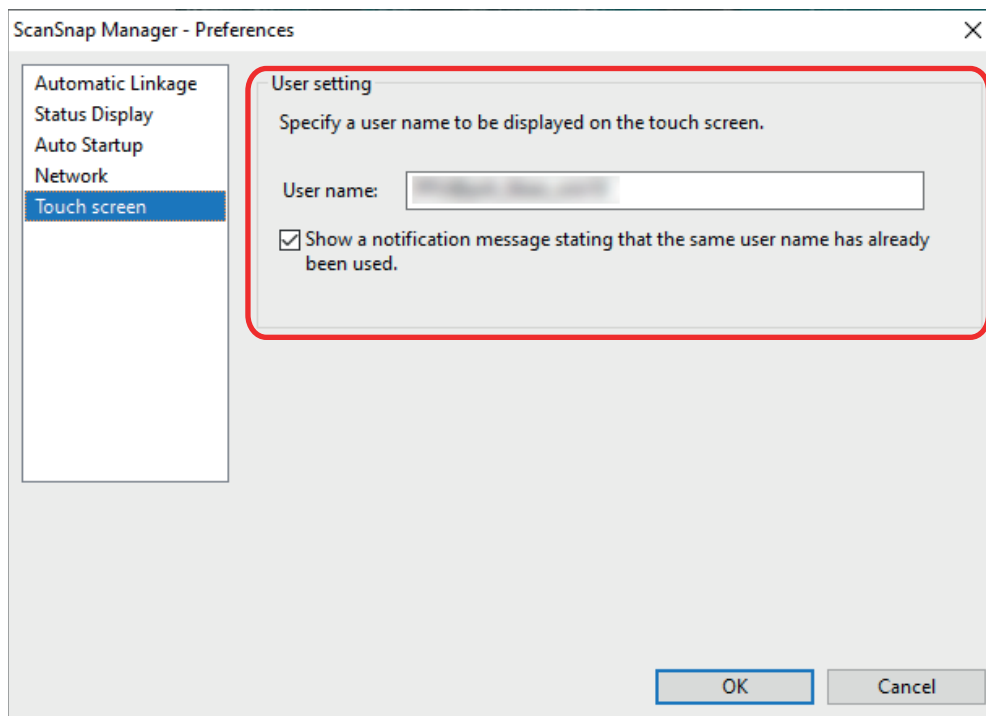 ScanSnap Manager - Preferences
Automatic Linkage
Status Display
Auto Startup
Network
Touch screen
User setting
Specify a user name to be displayed on the touch screen.
User name:
Show a notification message stating that the same user name has already
been used.
OK
Cancel